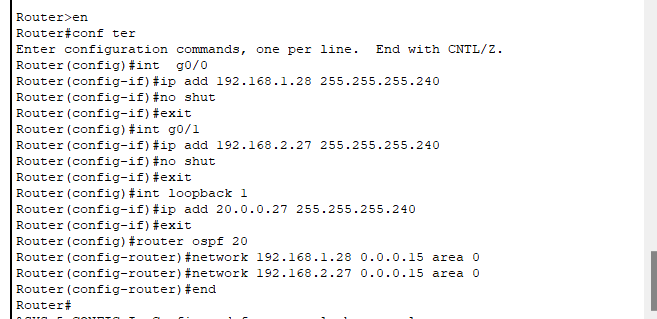 Router>en
Router#conf ter
Enter configuration commands, one per line.  End with CNTL/Z.
Router(config)#int  g0/0
Router(config-if)#ip add 192.168.1.28 255.255.255.240
Router(config-if)#no shut
Router(config-if)#exit
Router(config)#int g0/1
Router(config-if)#ip add 192.168.2.27 255.255.255.240
Router(config-if)#no shut
Router(config-if)#exit
Router(config)#int loopback 1
Router(config-if)#ip add 20.0.0.27 255.255.255.240
Router(config-if)#exit
Router(config)#router ospf 20
Router(config-router)#network 192.168.1.28 0.0.0.15 area 0
Router(config-router)#network 192.168.2.27 0.0.0.15 area 0
Router(config-router)#end
Router#